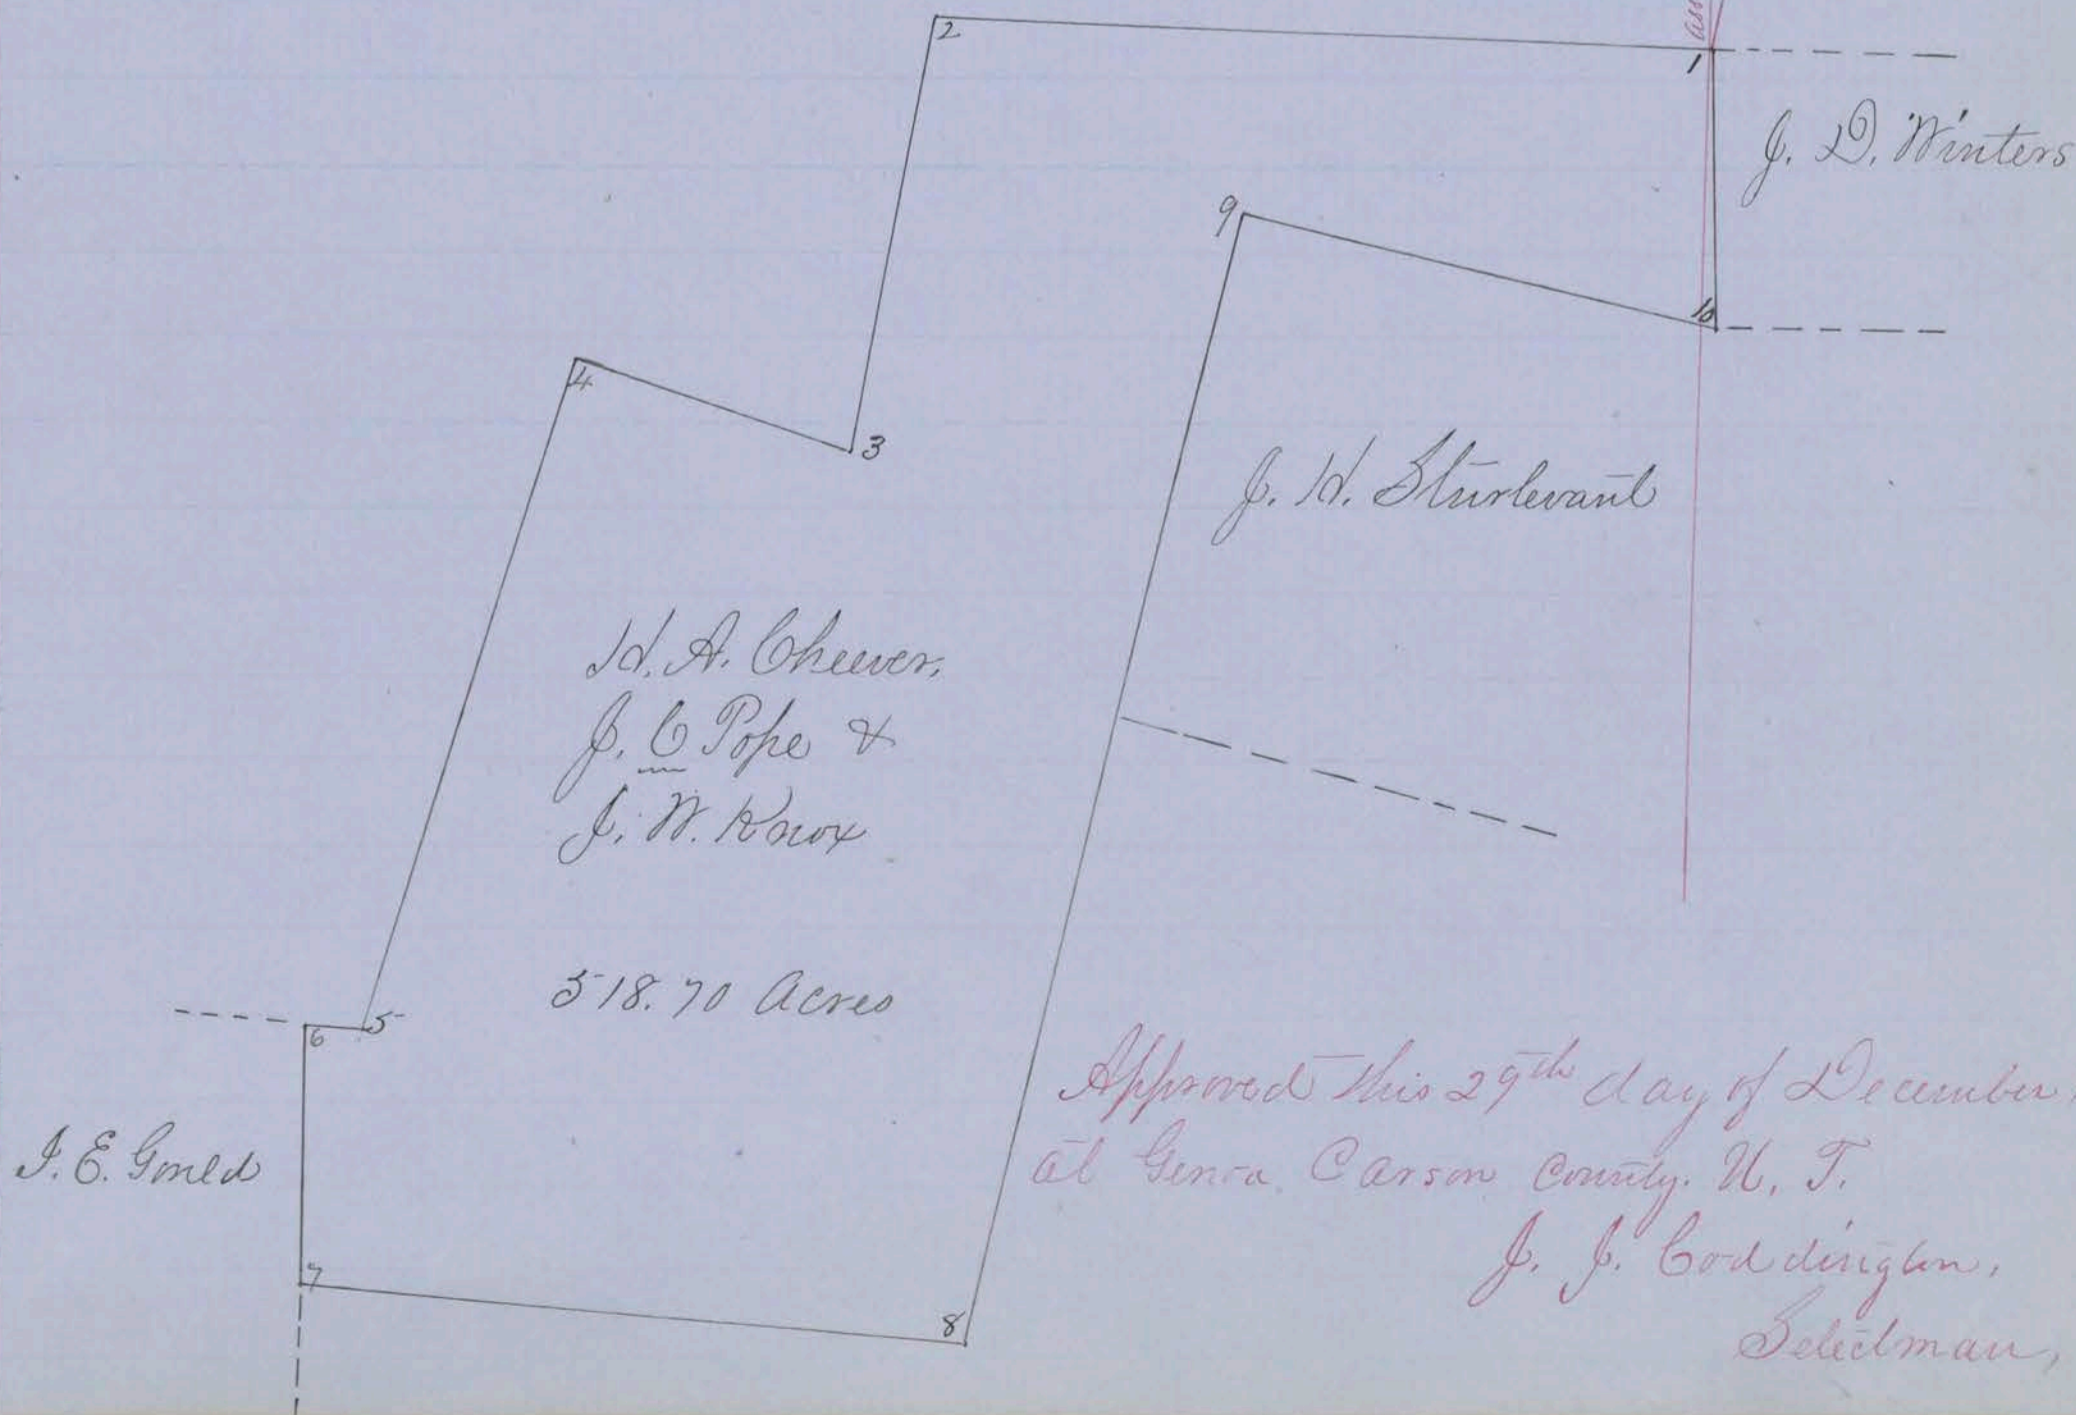 2
1
J. D. Winters
9
10
4
3
J. H. Sturtevant
H. A. Cheever,
J. C Pope &
J. W. Knox
518.70 Acres
5
6
Approved this 29th day of December,
at Genoa, Carson County. U. T.
J. J. Coddington,
Selectman,
I. E. Gould
7
8